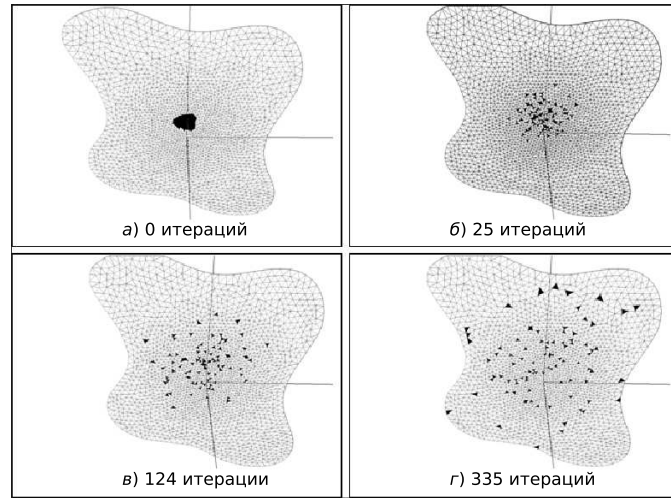 а) 0 итераций
б) 25 итераций
в) 124 итерации
г) 335 итераций